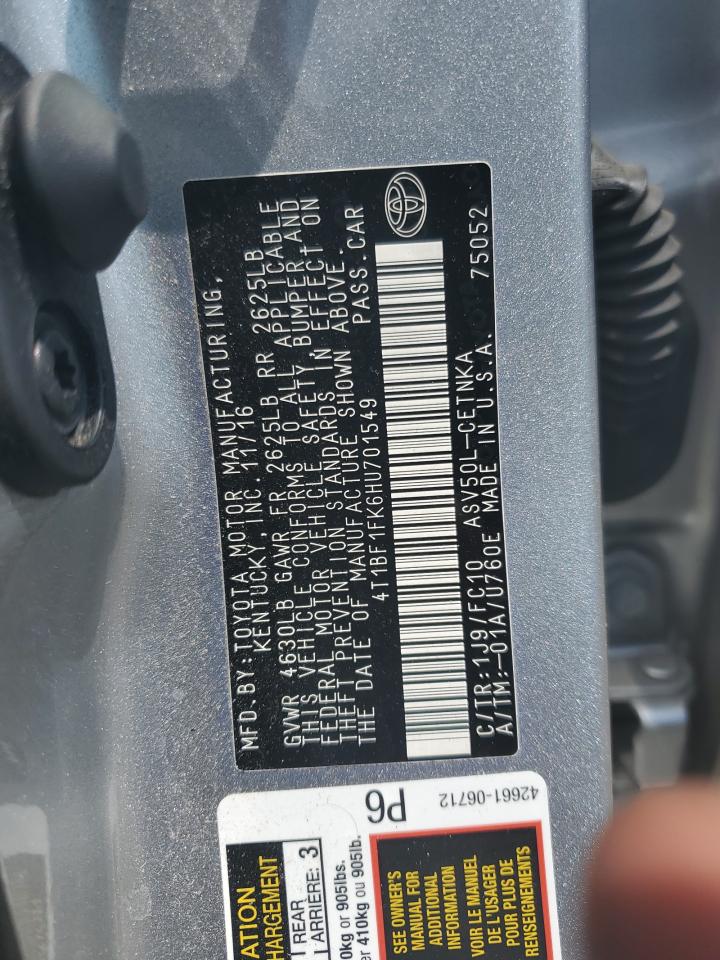 MFD. BY: TOYOTA MOTOR MANUFACTURING,
KENTUCKY, INC. 11/16
GVWR 4630LB GAWR FR 2625LB RR 2625LB
THIS VEHICLE CONFORMS TO ALL APPLICABLE
FEDERAL MOTOR VEHICLE SAFETY, BUMPER AND
THEFT PREVENTION STANDARDS IN EFFECT ON
THE DATE OF MANUFACTURE SHOWN ABOVE.
4T1BF1FK6HU701549 PASS. CAR
C/TR: 1J9/FC10 ASV50L-CETNKA
A/TM: -01A/U760E MADE IN U.S.A. 75052
42661-06712
P6
REAR
ARRIÈRE: 3
or 905lbs.
410kg ou 905lb.
SEE OWNER'S
MANUAL FOR
ADDITIONAL
INFORMATION
VOIR LE MANUEL
DE L'USAGER
POUR PLUS DE
RENSEIGNEMENTS